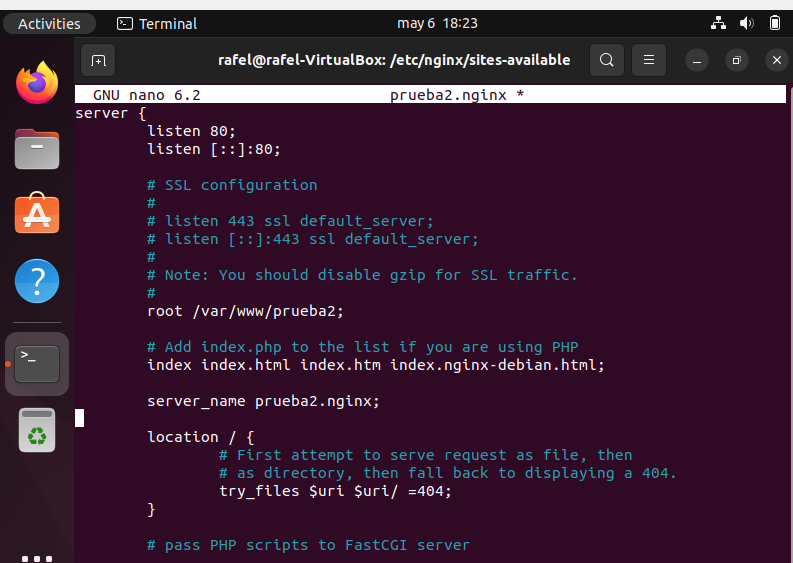 Activities Terminal may 6 18:23
rafel@rafel-VirtualBox: /etc/nginx/sites-available
GNU nano 6.2 prueba2.nginx *
server {
listen 80;
listen [::]:80;
# SSL configuration
#
# listen 443 ssl default_server;
# listen [::]:443 ssl default_server;
#
# Note: You should disable gzip for SSL traffic.
#
root /var/www/prueba2;
# Add index.php to the list if you are using PHP
index index.html index.htm index.nginx-debian.html;
server_name prueba2.nginx;
location / {
# First attempt to serve request as file, then
# as directory, then fall back to displaying a 404.
try_files $uri $uri/ =404;
}
# pass PHP scripts to FastCGI server